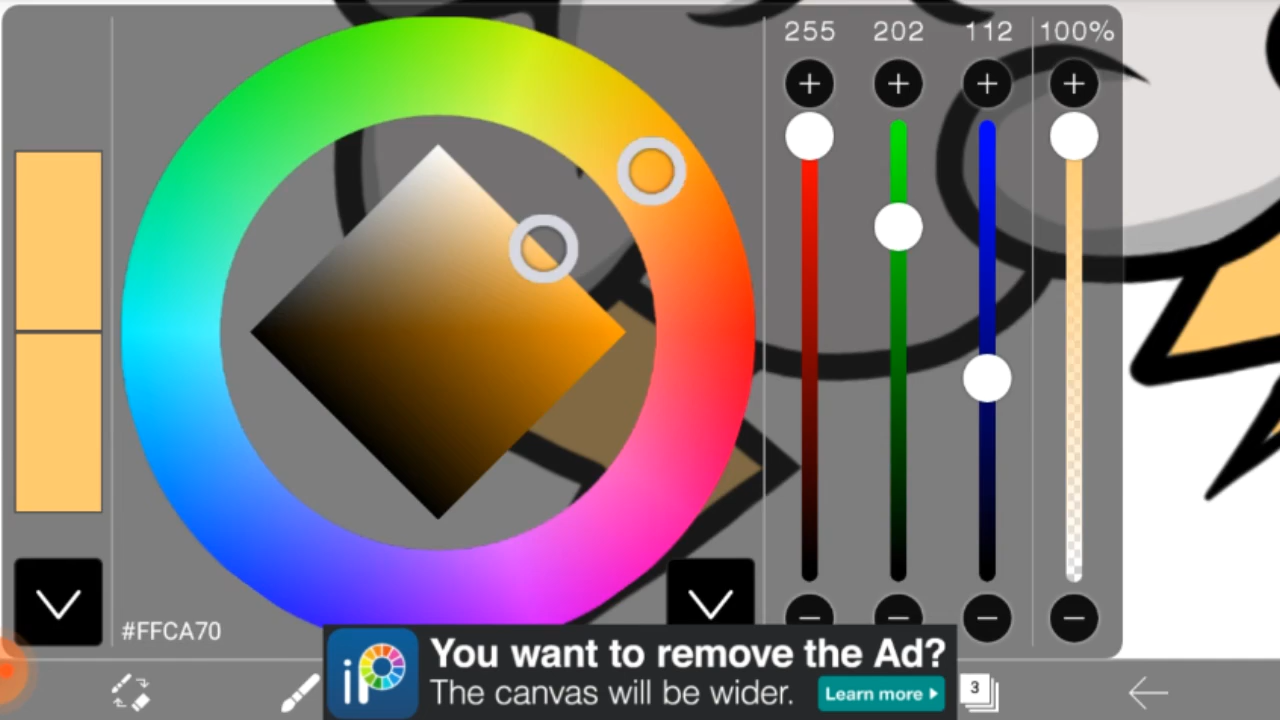 255 202 112 100%
#FFCA70
iP
You want to remove the Ad?
The canvas will be wider.
Learn more
3